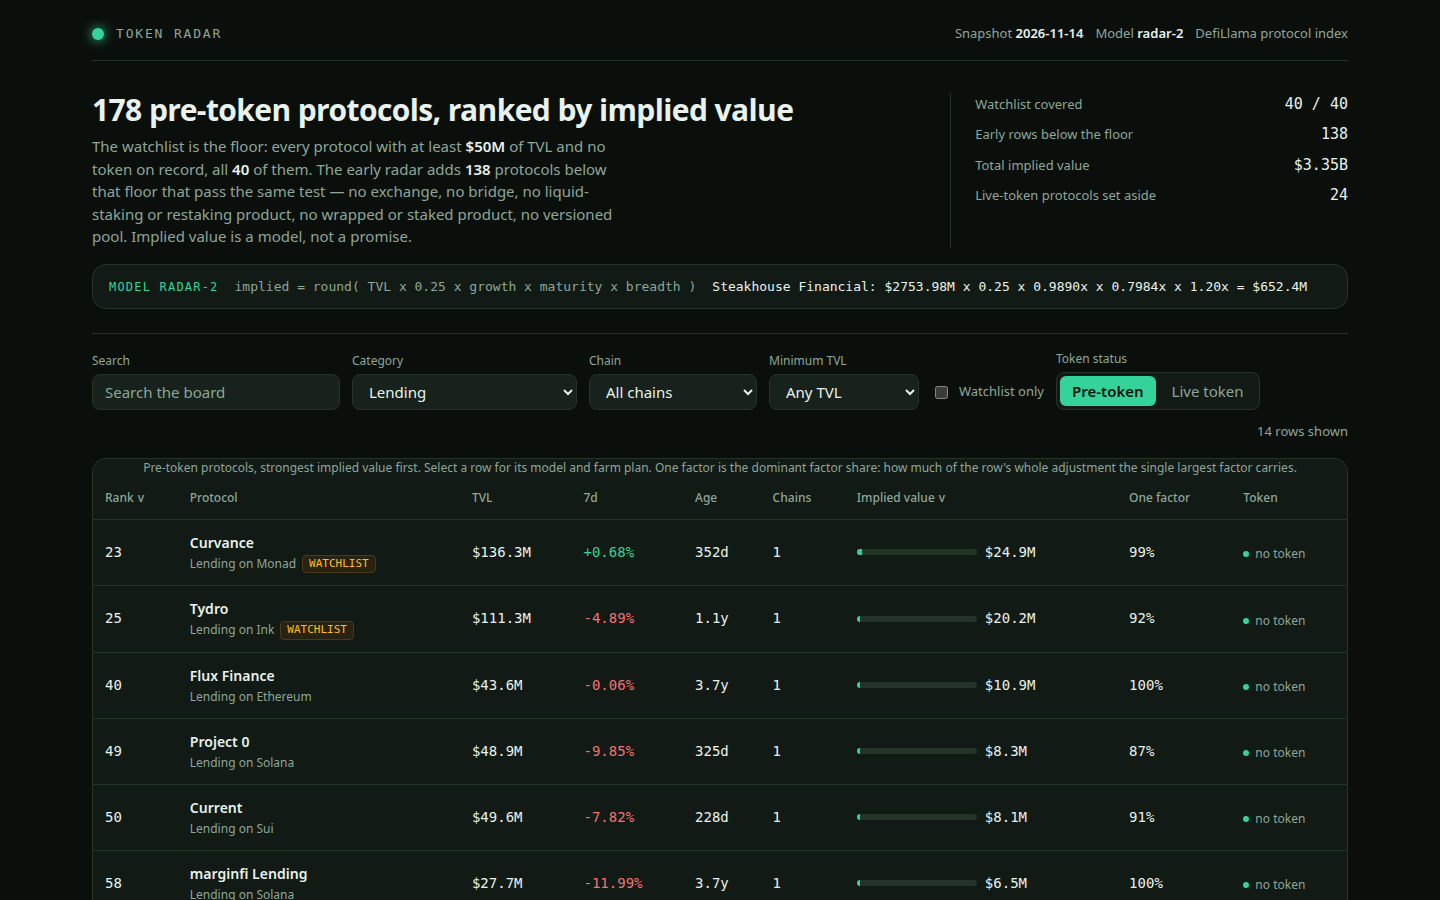 TOKEN RADAR
Snapshot 2026-11-14 Model radar-2 DefiLlama protocol index
178 pre-token protocols, ranked by implied value
The watchlist is the floor: every protocol with at least $50M of TVL and no
token on record, all 40 of them. The early radar adds 138 protocols below
that floor that pass the same test — no exchange, no bridge, no liquid-
staking or restaking product, no wrapped or staked product, no versioned
pool. Implied value is a model, not a promise.
Watchlist covered 40 / 40
Early rows below the floor 138
Total implied value $3.35B
Live-token protocols set aside 24
MODEL RADAR-2 implied = round( TVL x 0.25 x growth x maturity x breadth ) Steakhouse Financial: $2753.98M x 0.25 x 0.9890x x 0.7984x x 1.20x = $652.4M
Search Category Chain Minimum TVL Token status
Search the board Lending All chains Any TVL Watchlist only Pre-token Live token
14 rows shown
Pre-token protocols, strongest implied value first. Select a row for its model and farm plan. One factor is the dominant factor share: how much of the row's whole adjustment the single largest factor carries.
Rank v Protocol TVL 7d Age Chains Implied value v One factor Token
23 Curvance $136.3M +0.68% 352d 1 $24.9M 99% no token
Lending on Monad WATCHLIST
25 Tydro $111.3M -4.89% 1.1y 1 $20.2M 92% no token
Lending on Ink WATCHLIST
40 Flux Finance $43.6M -0.06% 3.7y 1 $10.9M 100% no token
Lending on Ethereum
49 Project 0 $48.9M -9.85% 325d 1 $8.3M 87% no token
Lending on Solana
50 Current $49.6M -7.82% 228d 1 $8.1M 91% no token
Lending on Sui
58 marginfi Lending $27.7M -11.99% 3.7y 1 $6.5M 100% no token
Lending on Solana